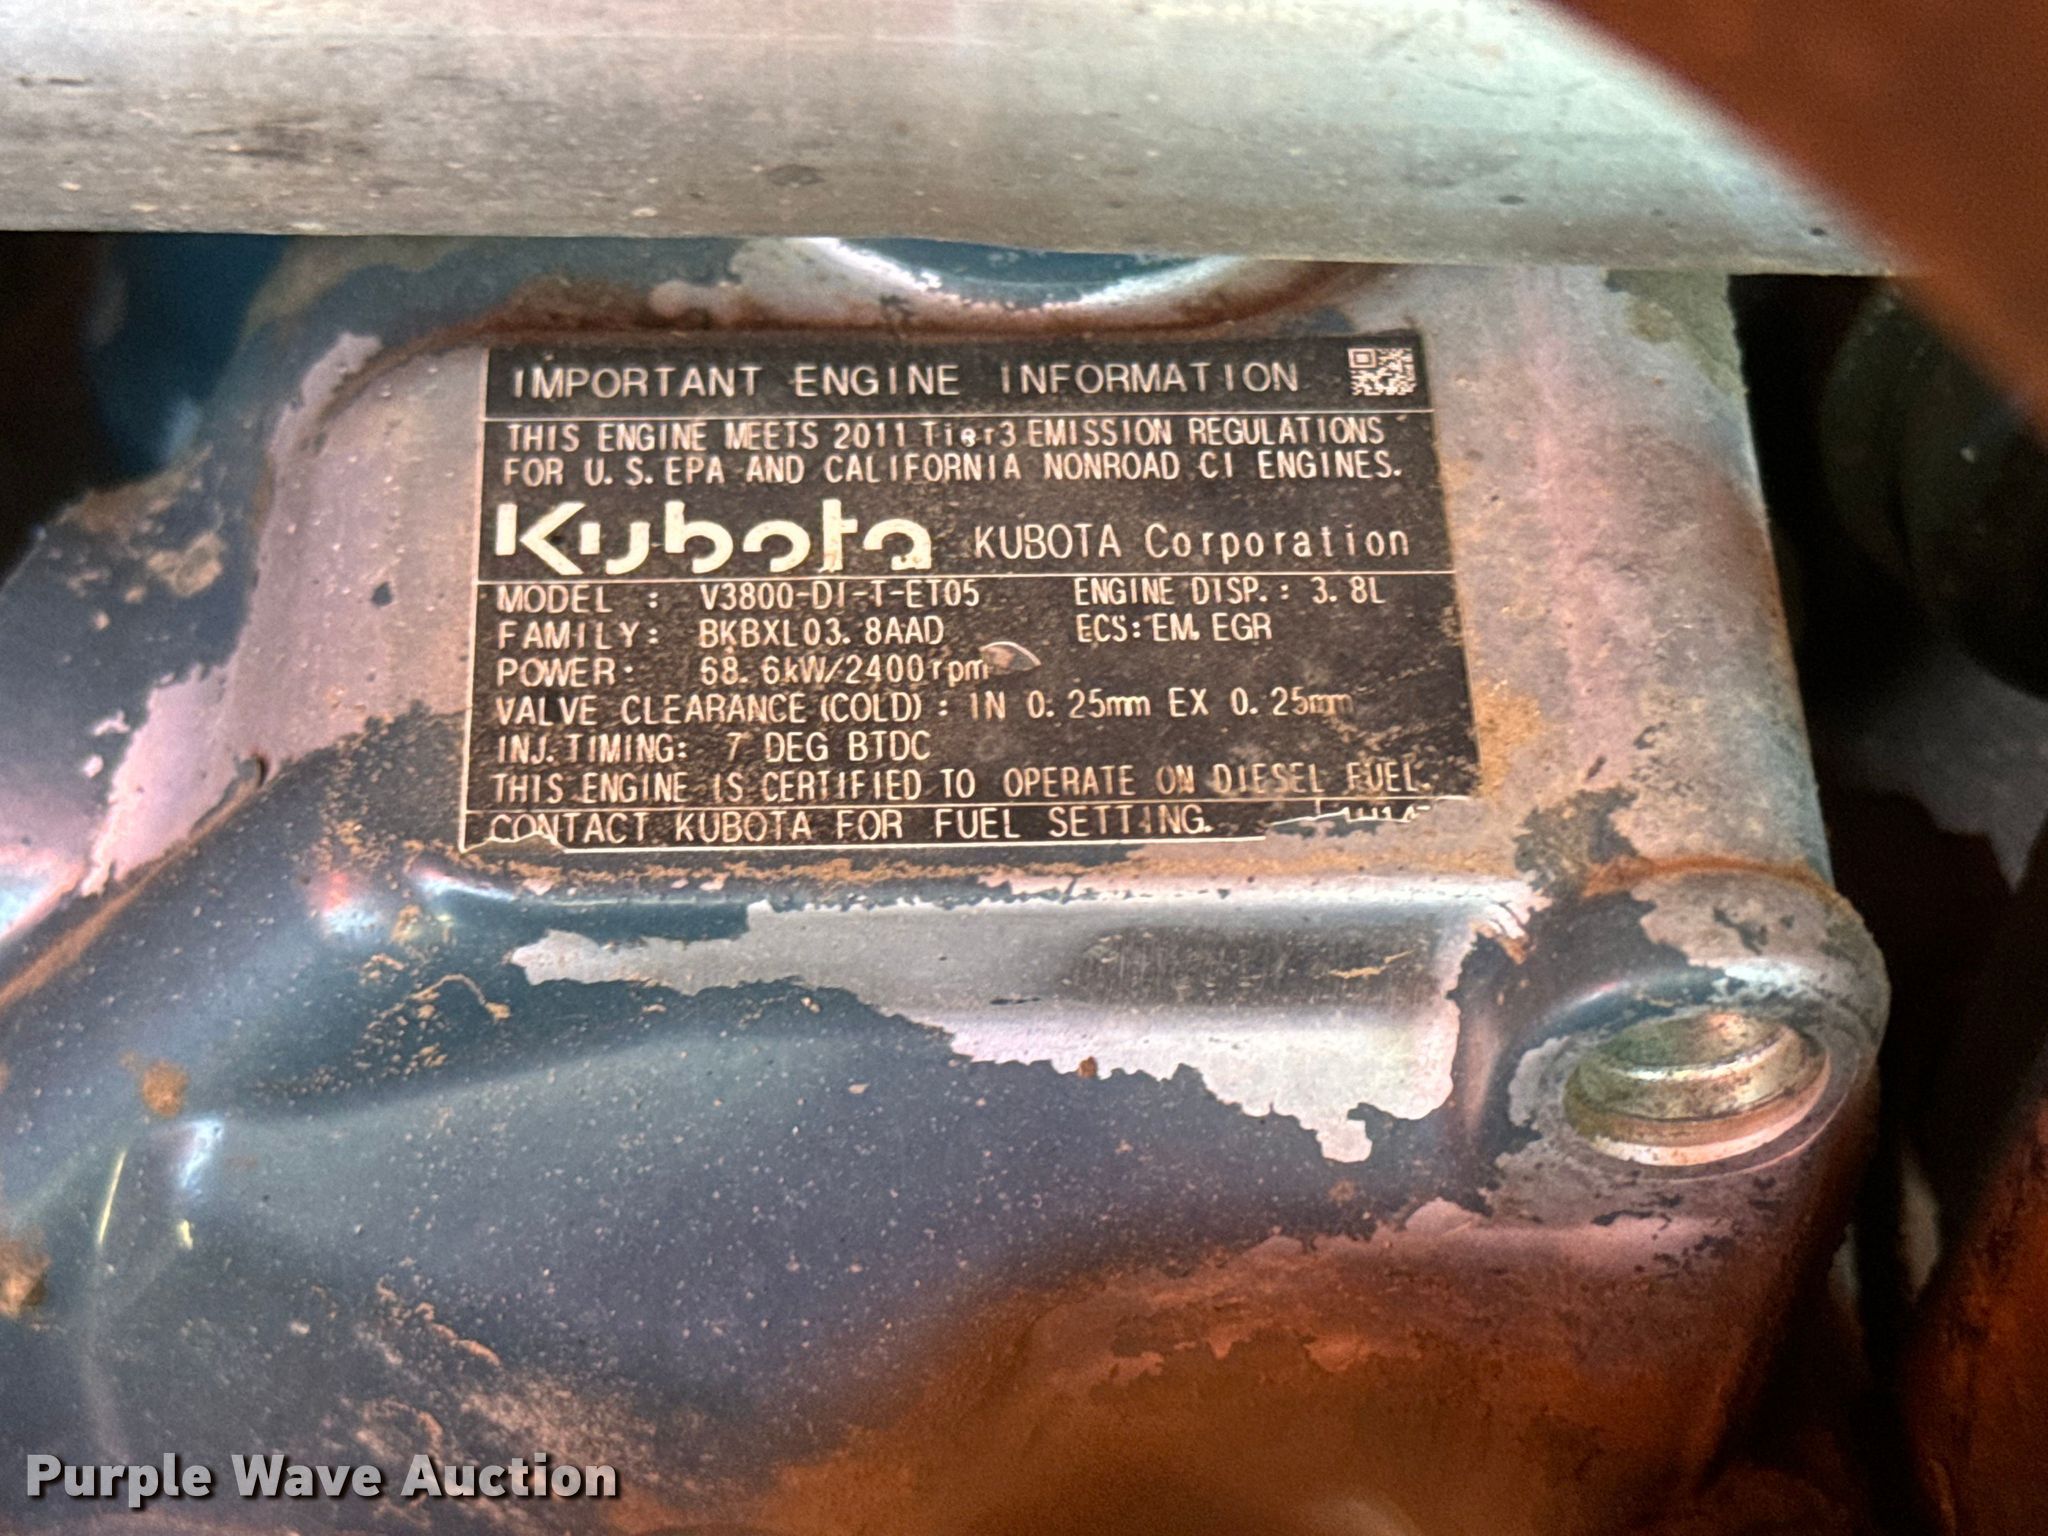 IMPORTANT ENGINE INFORMATION
THIS ENGINE MEETS 2011 Tier3 EMISSION REGULATIONS
FOR U.S. EPA AND CALIFORNIA NONROAD CI ENGINES.
Kubota KUBOTA Corporation
MODEL : V3800-DI-T-ET05 ENGINE DISP.: 3.8L
FAMILY: BKBXL03.8AAD ECS: EM, EGR
POWER: 68.6kW/2400rpm
VALVE CLEARANCE (COLD): IN 0.25mm EX 0.25mm
INJ. TIMING: 7 DEG BTDC
THIS ENGINE IS CERTIFIED TO OPERATE ON DIESEL FUEL.
CONTACT KUBOTA FOR FUEL SETTING.
Purple Wave Auction